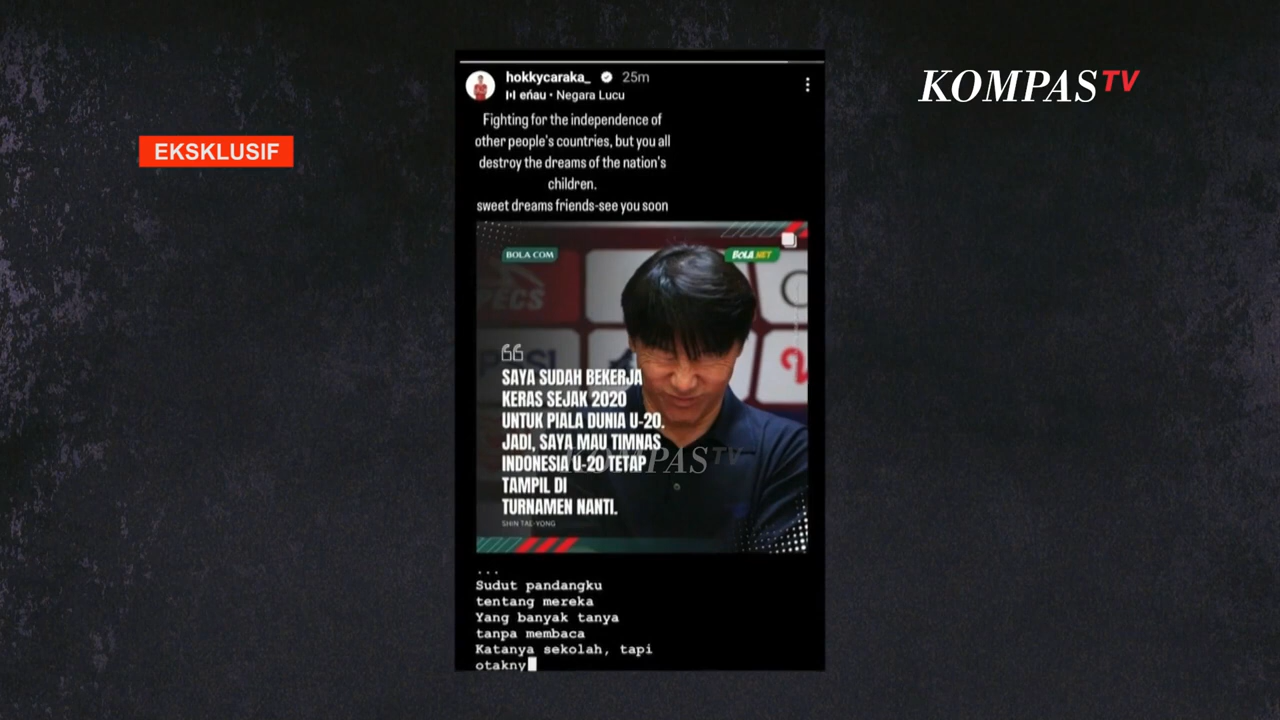 KOMPAS TV
EKSKLUSIF
hokkycaraka_ 25m
eńau • Negara Lucu
Fighting for the independence of
other people's countries, but you all
destroy the dreams of the nation's
children.
sweet dreams friends-see you soon
BOLA.COM
BOLA.NET
SAYA SUDAH BEKERJA
KERAS SEJAK 2020
UNTUK PIALA DUNIA U-20.
JADI, SAYA MAU TIMNAS
INDONESIA U-20 TETAP
TAMPIL DI
TURNAMEN NANTI.
SHIN TAE-YONG
KOMPAS TV
...
Sudut pandangku
tentang mereka
Yang banyak tanya
tanpa membaca
Katanya sekolah, tapi
otakny